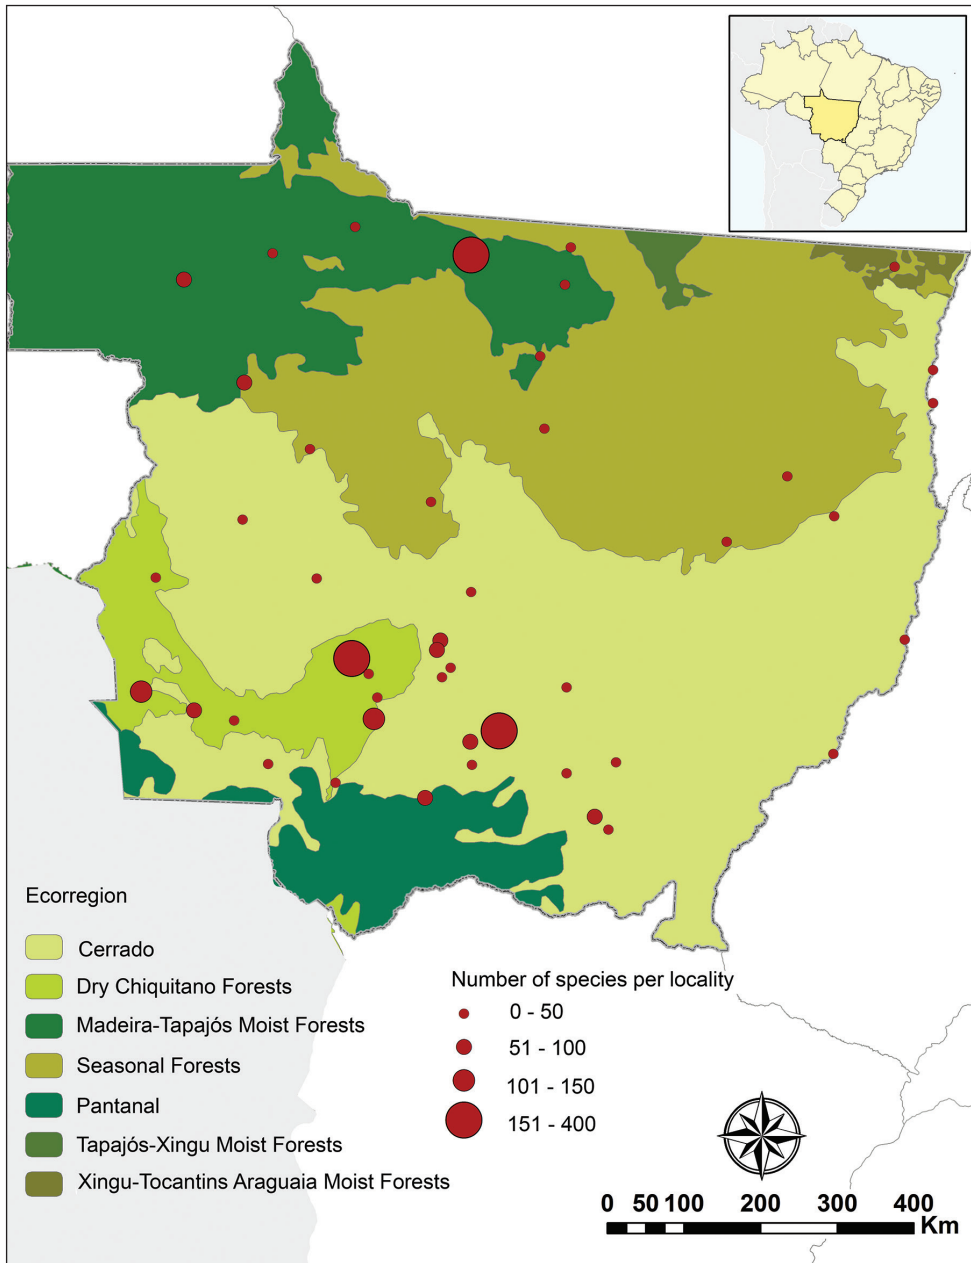 Ecorregion
Cerrado
Dry Chiquitano Forests
Madeira-Tapajós Moist Forests
Seasonal Forests
Pantanal
Tapajós-Xingu Moist Forests
Xingu-Tocantins Araguaia Moist Forests
Number of species per locality
0 - 50
51 - 100
101 - 150
151 - 400
0 50 100 200 300 400
Km